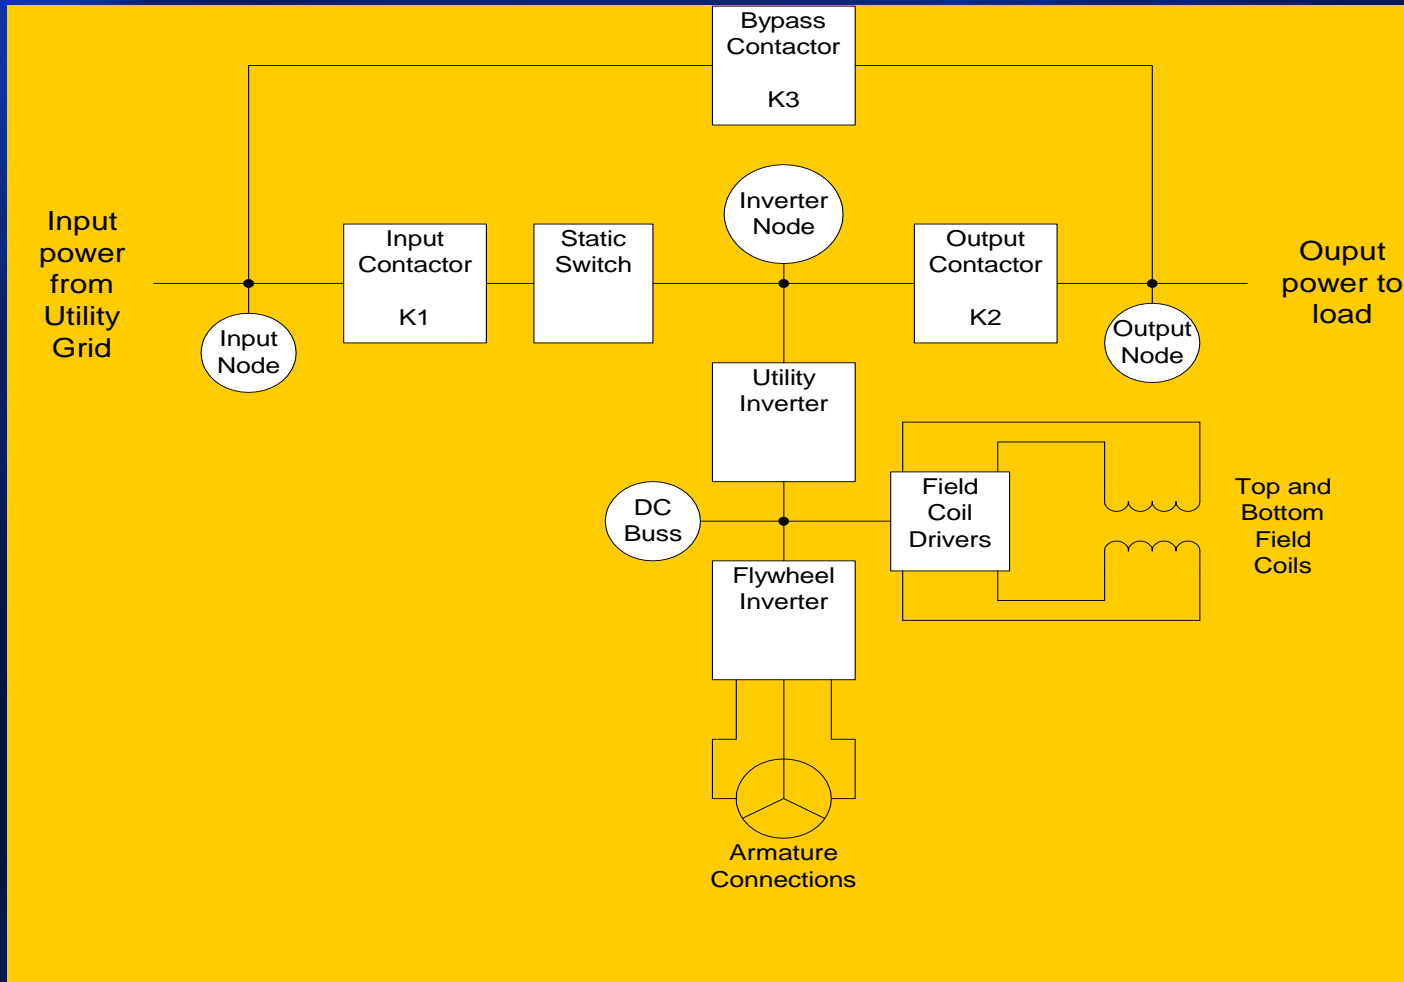 Bypass
Contactor
K3
Input
power
from
Utility
Grid
Input
Node
Input
Contactor
K1
Static
Switch
Inverter
Node
Output
Contactor
K2
Output
Node
Ouput
power to
load
Utility
Inverter
DC
Buss
Field
Coil
Drivers
Top and
Bottom
Field
Coils
Flywheel
Inverter
Armature
Connections